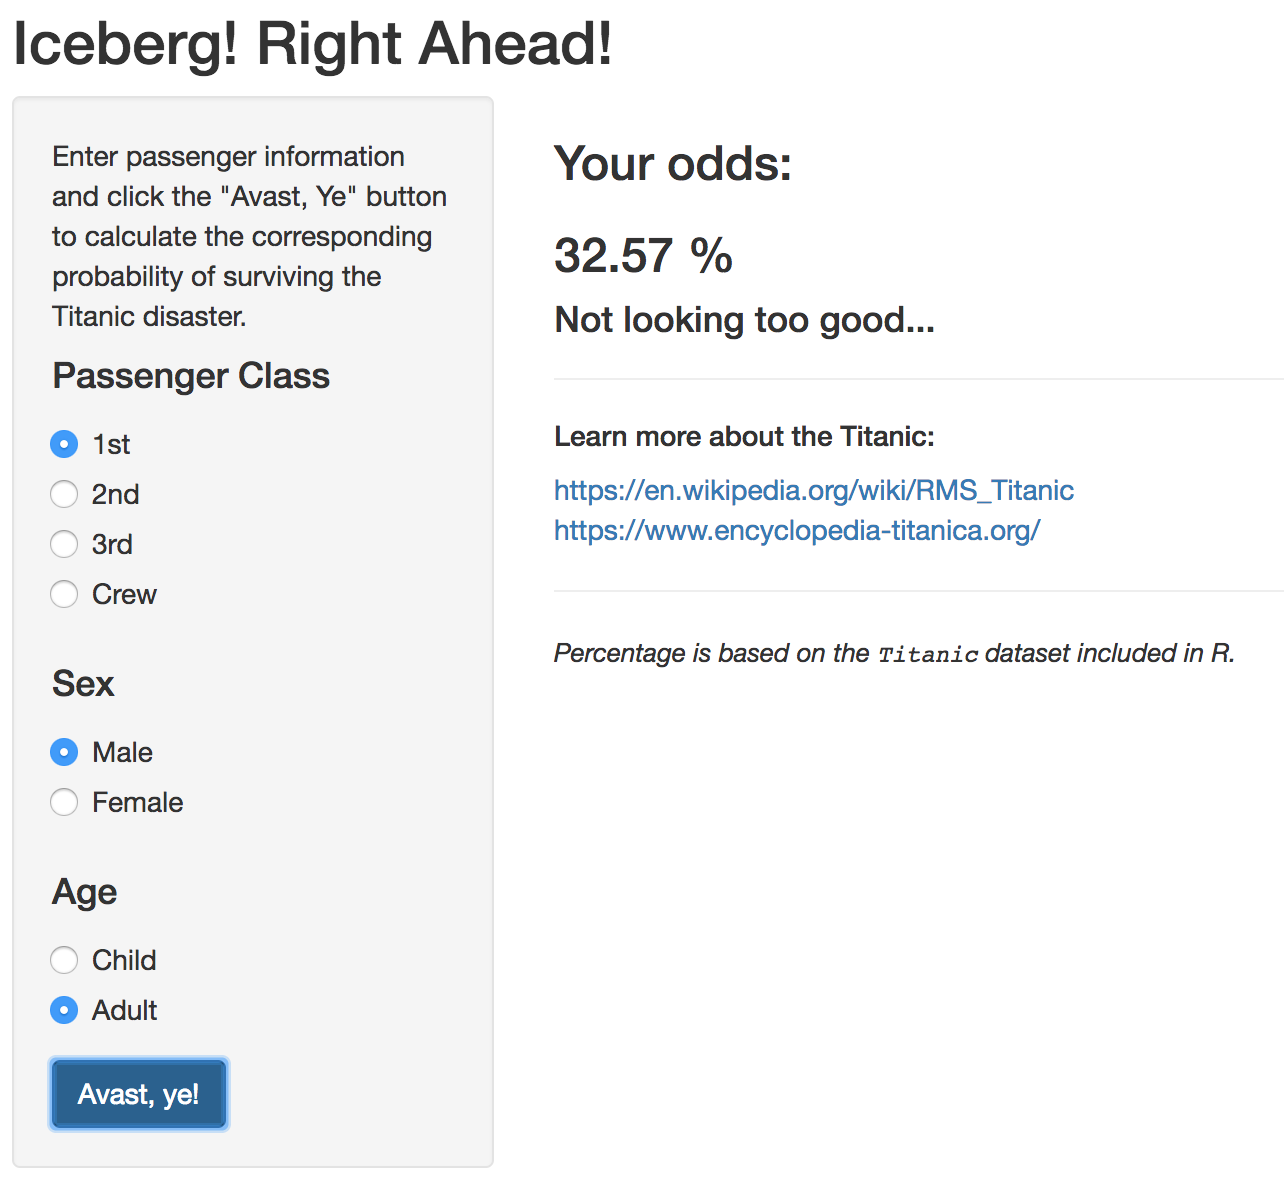 Iceberg! Right Ahead!
Enter passenger information
and click the "Avast, Ye" button
to calculate the corresponding
probability of surviving the
Titanic disaster.
Passenger Class
1st
2nd
3rd
Crew
Sex
Male
Female
Age
Child
Adult
Avast, ye!
Your odds:
32.57 %
Not looking too good...
Learn more about the Titanic:
https://en.wikipedia.org/wiki/RMS_Titanic
https://www.encyclopedia-titanica.org/
Percentage is based on the Titanic dataset included in R.